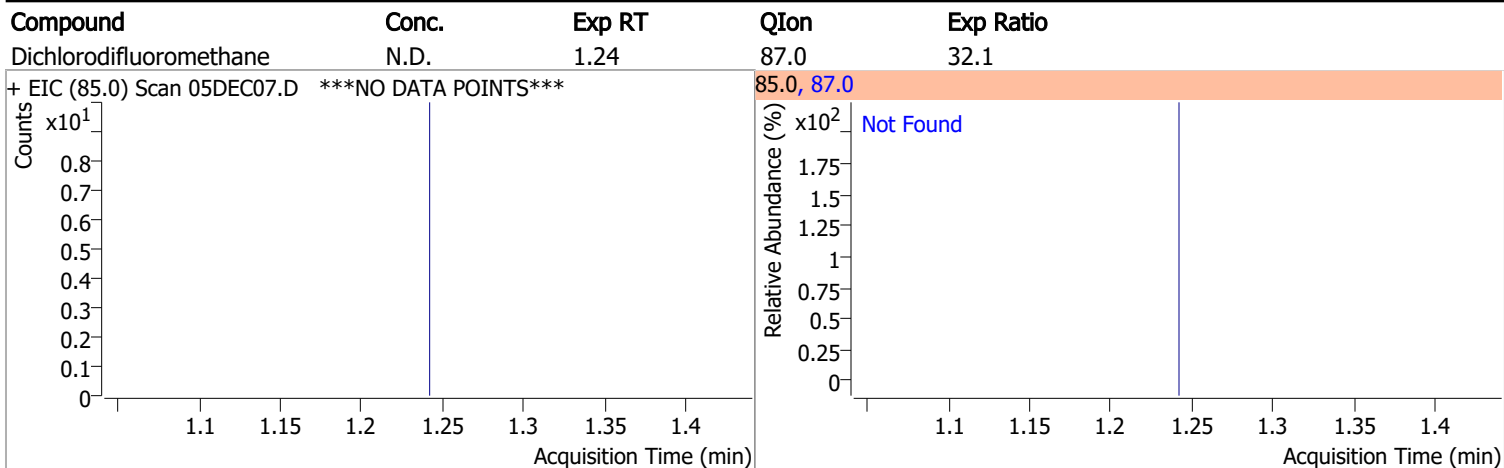 Compound Conc. Exp RT QIon Exp Ratio
Dichlorodifluoromethane N.D. 1.24 87.0 32.1
+ EIC (85.0) Scan 05DEC07.D ***NO DATA POINTS***
Counts
x10¹
0.8
0.7
0.6
0.5
0.4
0.3
0.2
0.1
0
1.1 1.15 1.2 1.25 1.3 1.35 1.4
Acquisition Time (min)
85.0, 87.0
Relative Abundance (%)
x10²
Not Found
1.75
1.5
1.25
1
0.75
0.5
0.25
0
1.1 1.15 1.2 1.25 1.3 1.35 1.4
Acquisition Time (min)